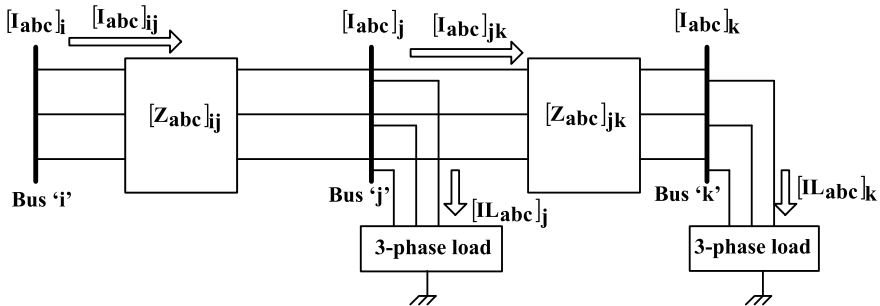 [Iabc]i
[Iabc]ij
[Iabc]j
[Iabc]jk
[Iabc]k
[Zabc]ij
[Zabc]jk
Bus ‘i’
Bus ‘j’
Bus ‘k’
[ILabc]j
[ILabc]k
3-phase load
3-phase load